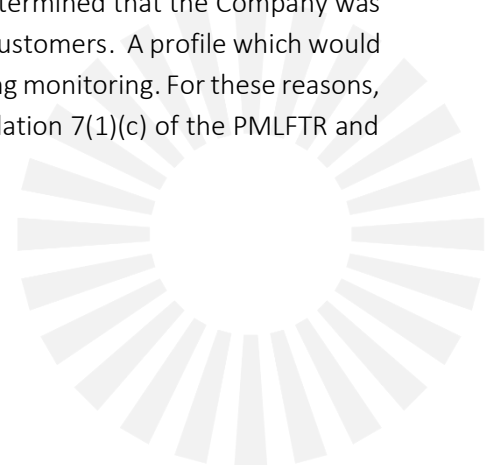 termined that the Company was
ustomers. A profile which would
ng monitoring. For these reasons,
lation 7(1)(c) of the PMLFTR and